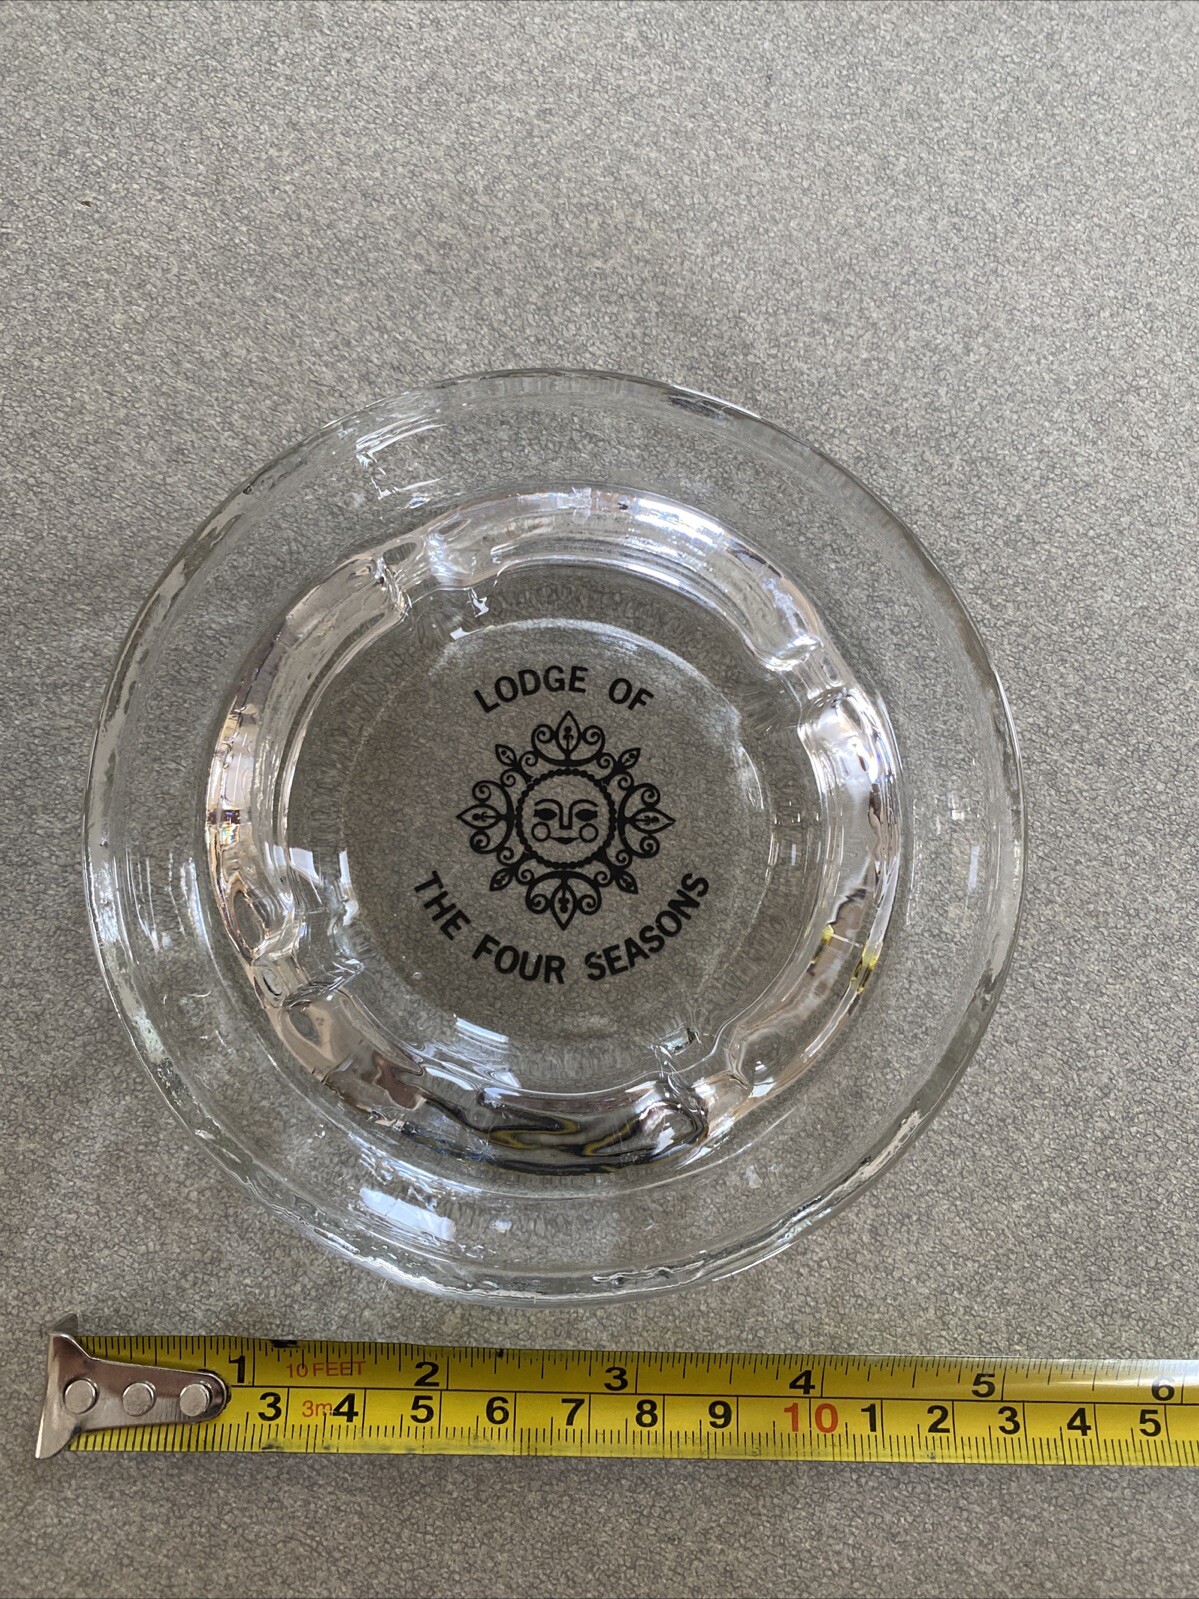 LODGE OF
THE FOUR SEASONS
1 10 FEET 2 3 4 5 6
3 3m 4 5 6 7 8 9 10 1 2 3 4 5